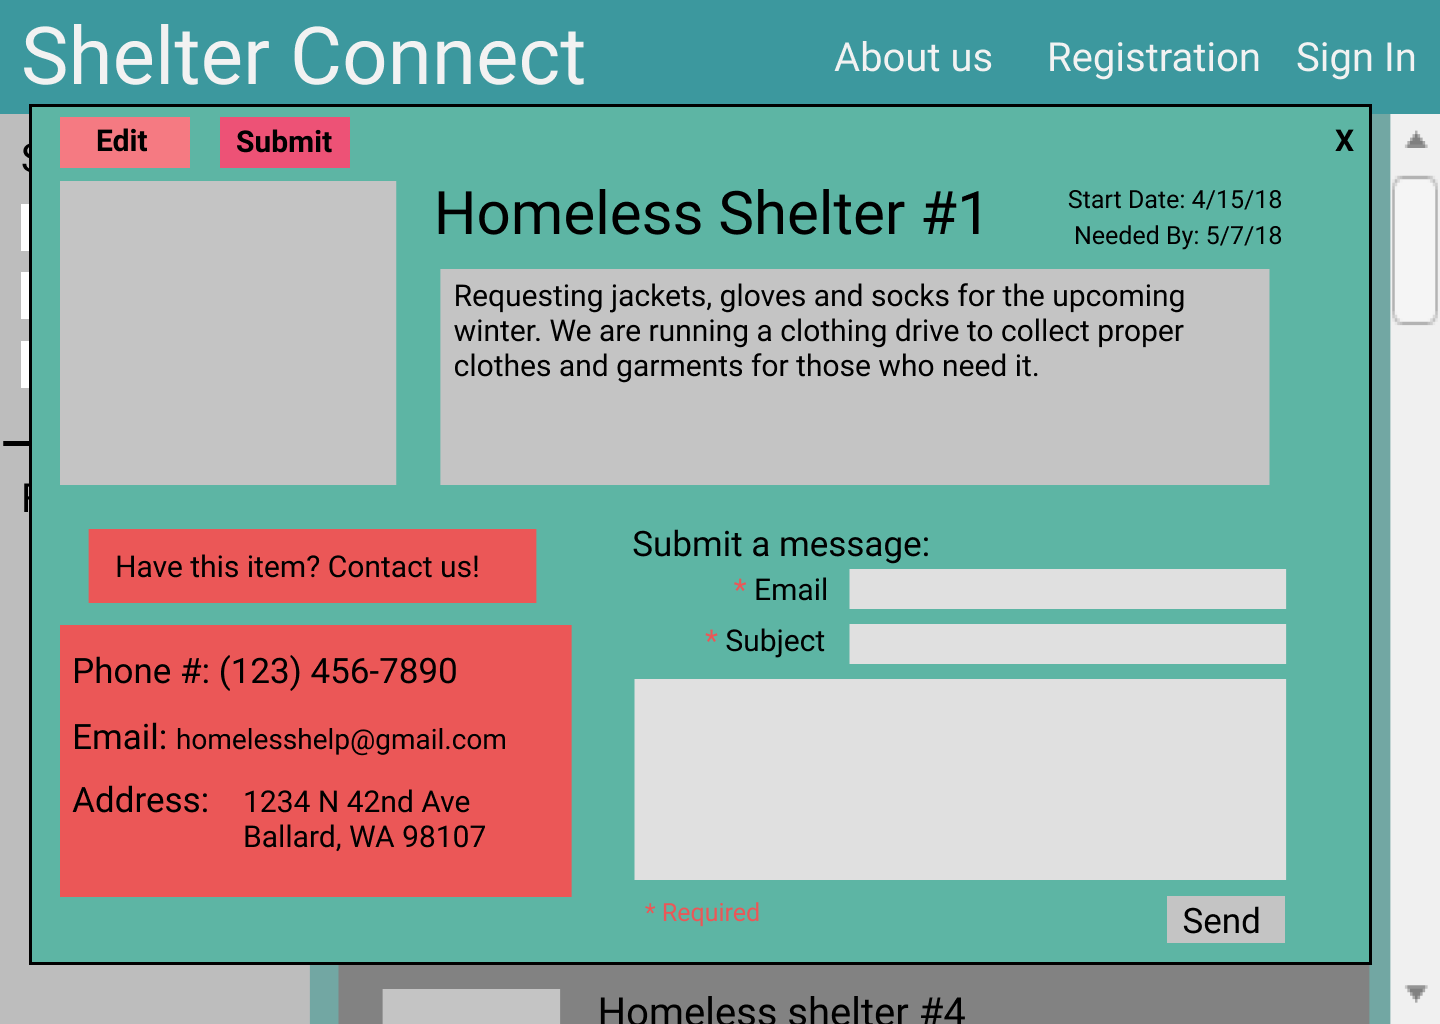 Shelter Connect
About us
Registration
Sign In
Edit
Submit
X
Homeless Shelter #1
Start Date: 4/15/18
Needed By: 5/7/18
Requesting jackets, gloves and socks for the upcoming
winter. We are running a clothing drive to collect proper
clothes and garments for those who need it.
Have this item? Contact us!
Phone #: (123) 456-7890
Email: homelesshelp@gmail.com
Address: 1234 N 42nd Ave
Ballard, WA 98107
Submit a message:
* Email
* Subject
* Required
Send
Homeless shelter #4